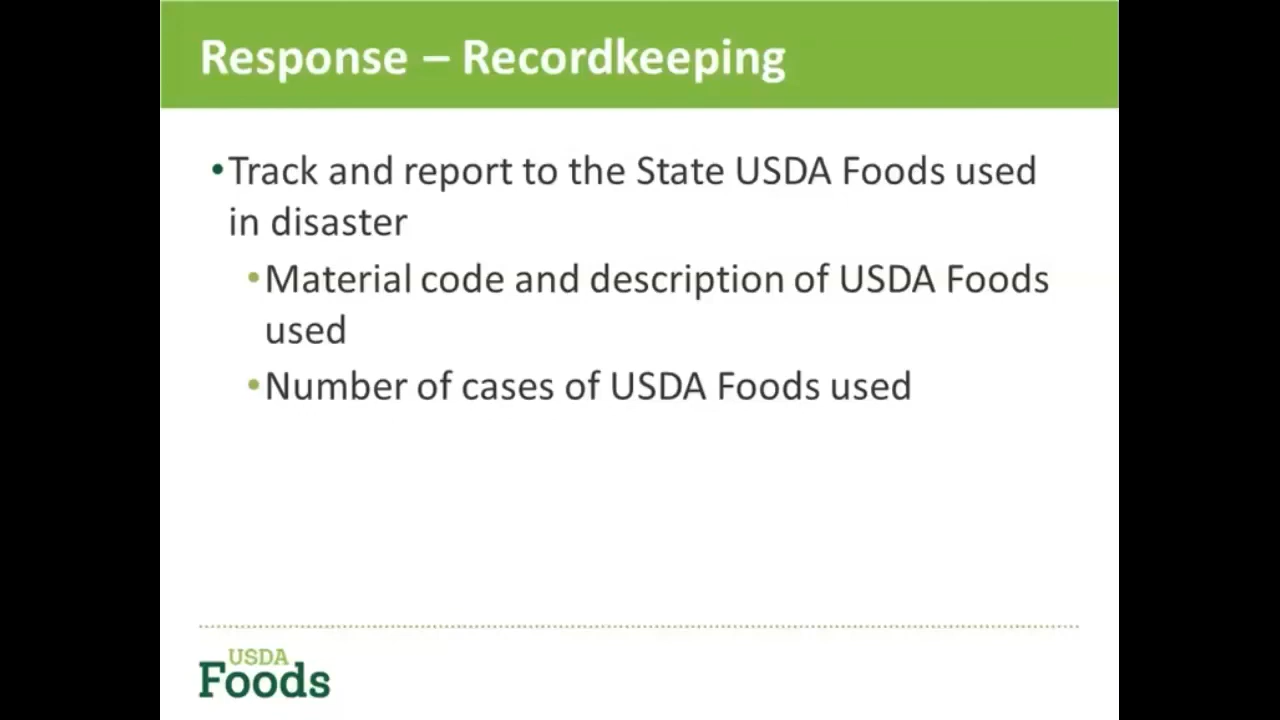 Response – Recordkeeping
•Track and report to the State USDA Foods used
in disaster
•Material code and description of USDA Foods
used
•Number of cases of USDA Foods used
USDA
Foods